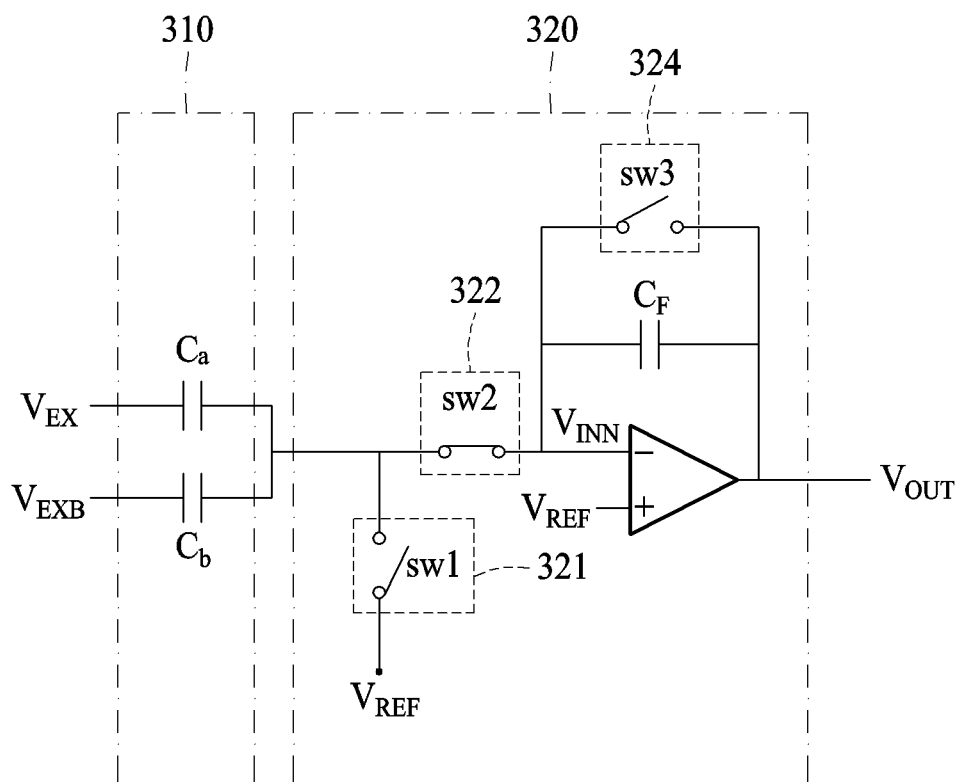 310
320
324
sw3
322
C_F
C_a
sw2
V_EX
V_INN
V_EXB
V_REF
V_OUT
C_b
sw1
321
V_REF